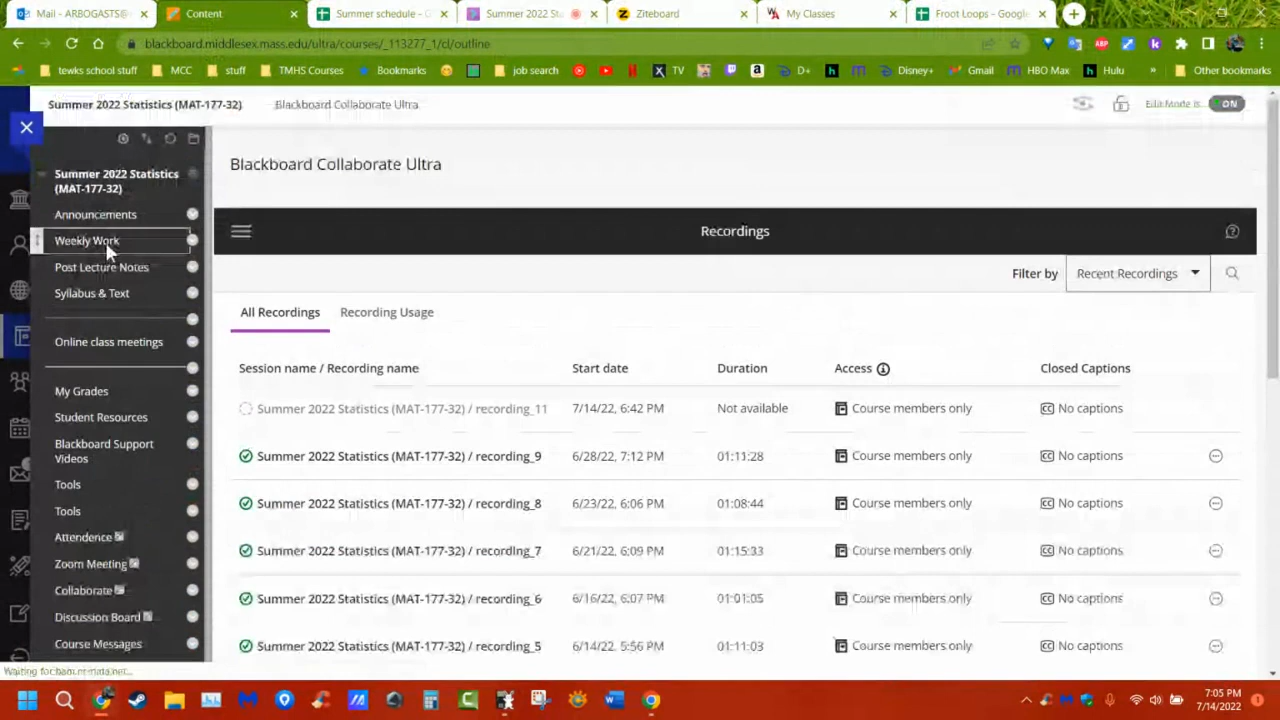 Mail - ARBOGASTS@
Content
Summer schedule - G
Summer 2022 St
Ziteboard
My Classes
Froot Loops - Google
blackboard.middlesex.mass.edu/ultra/courses/_113277_1/cl/outline
tewks school stuff
MCC
stuff
TMHS Courses
Bookmarks
job search
TV
D+
Disney+
Gmail
HBO Max
Hulu
»
Other bookmarks
Summer 2022 Statistics (MAT-177-32)
Blackboard Collaborate Ultra
Edit Mode is
ON
Summer 2022 Statistics
(MAT-177-32)
Announcements
Weekly Work
Post Lecture Notes
Syllabus & Text
Online class meetings
My Grades
Student Resources
Blackboard Support
Videos
Tools
Tools
Attendence
Zoom Meeting
Collaborate
Discussion Board
Course Messages
Blackboard Collaborate Ultra
Recordings
Filter by
Recent Recordings
All Recordings
Recording Usage
Session name / Recording name
Start date
Duration
Access
Closed Captions
Summer 2022 Statistics (MAT-177-32) / recording_11 7/14/22, 6:42 PM Not available Course members only No captions
Summer 2022 Statistics (MAT-177-32) / recording_9 6/28/22, 7:12 PM 01:11:28 Course members only No captions
Summer 2022 Statistics (MAT-177-32) / recording_8 6/23/22, 6:06 PM 01:08:44 Course members only No captions
Summer 2022 Statistics (MAT-177-32) / recording_7 6/21/22, 6:09 PM 01:15:33 Course members only No captions
Summer 2022 Statistics (MAT-177-32) / recording_6 6/16/22, 6:07 PM 01:01:05 Course members only No captions
Summer 2022 Statistics (MAT-177-32) / recording_5 6/14/22, 5:56 PM 01:11:03 Course members only No captions
Waiting for
7:05 PM
7/14/2022